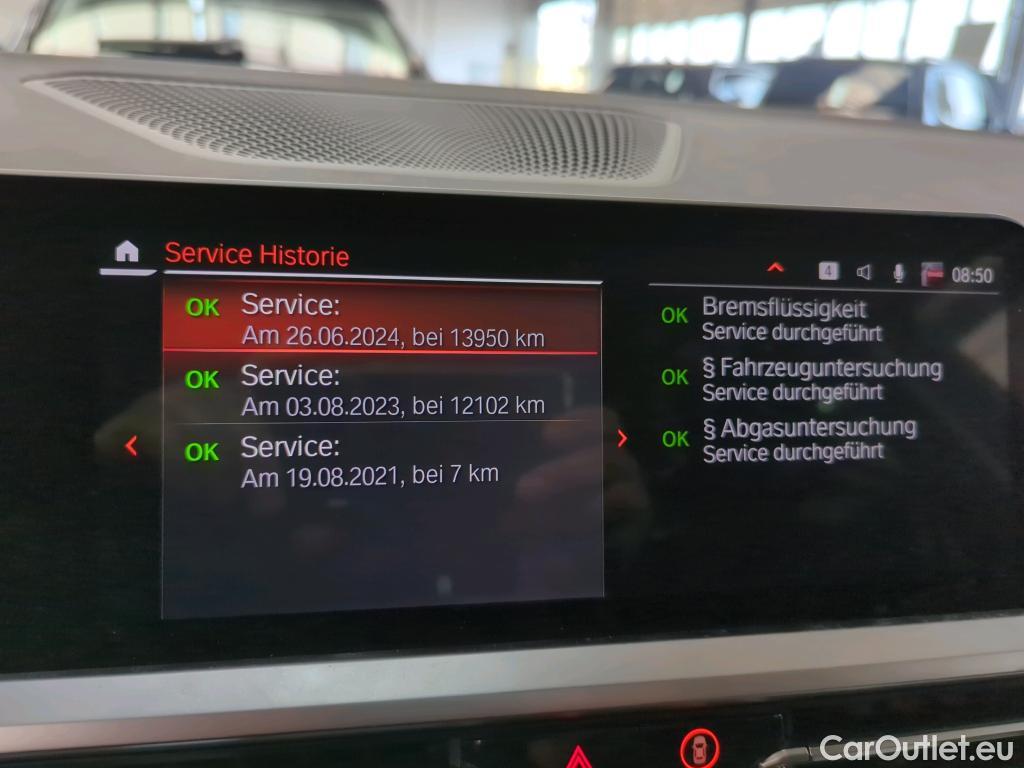 Service Historie
4
08:50
OK Service:
Am 26.06.2024, bei 13950 km
OK Service:
Am 03.08.2023, bei 12102 km
OK Service:
Am 19.08.2021, bei 7 km
OK Bremsflüssigkeit
Service durchgeführt
OK § Fahrzeuguntersuchung
Service durchgeführt
OK § Abgasuntersuchung
Service durchgeführt
CarOutlet.eu